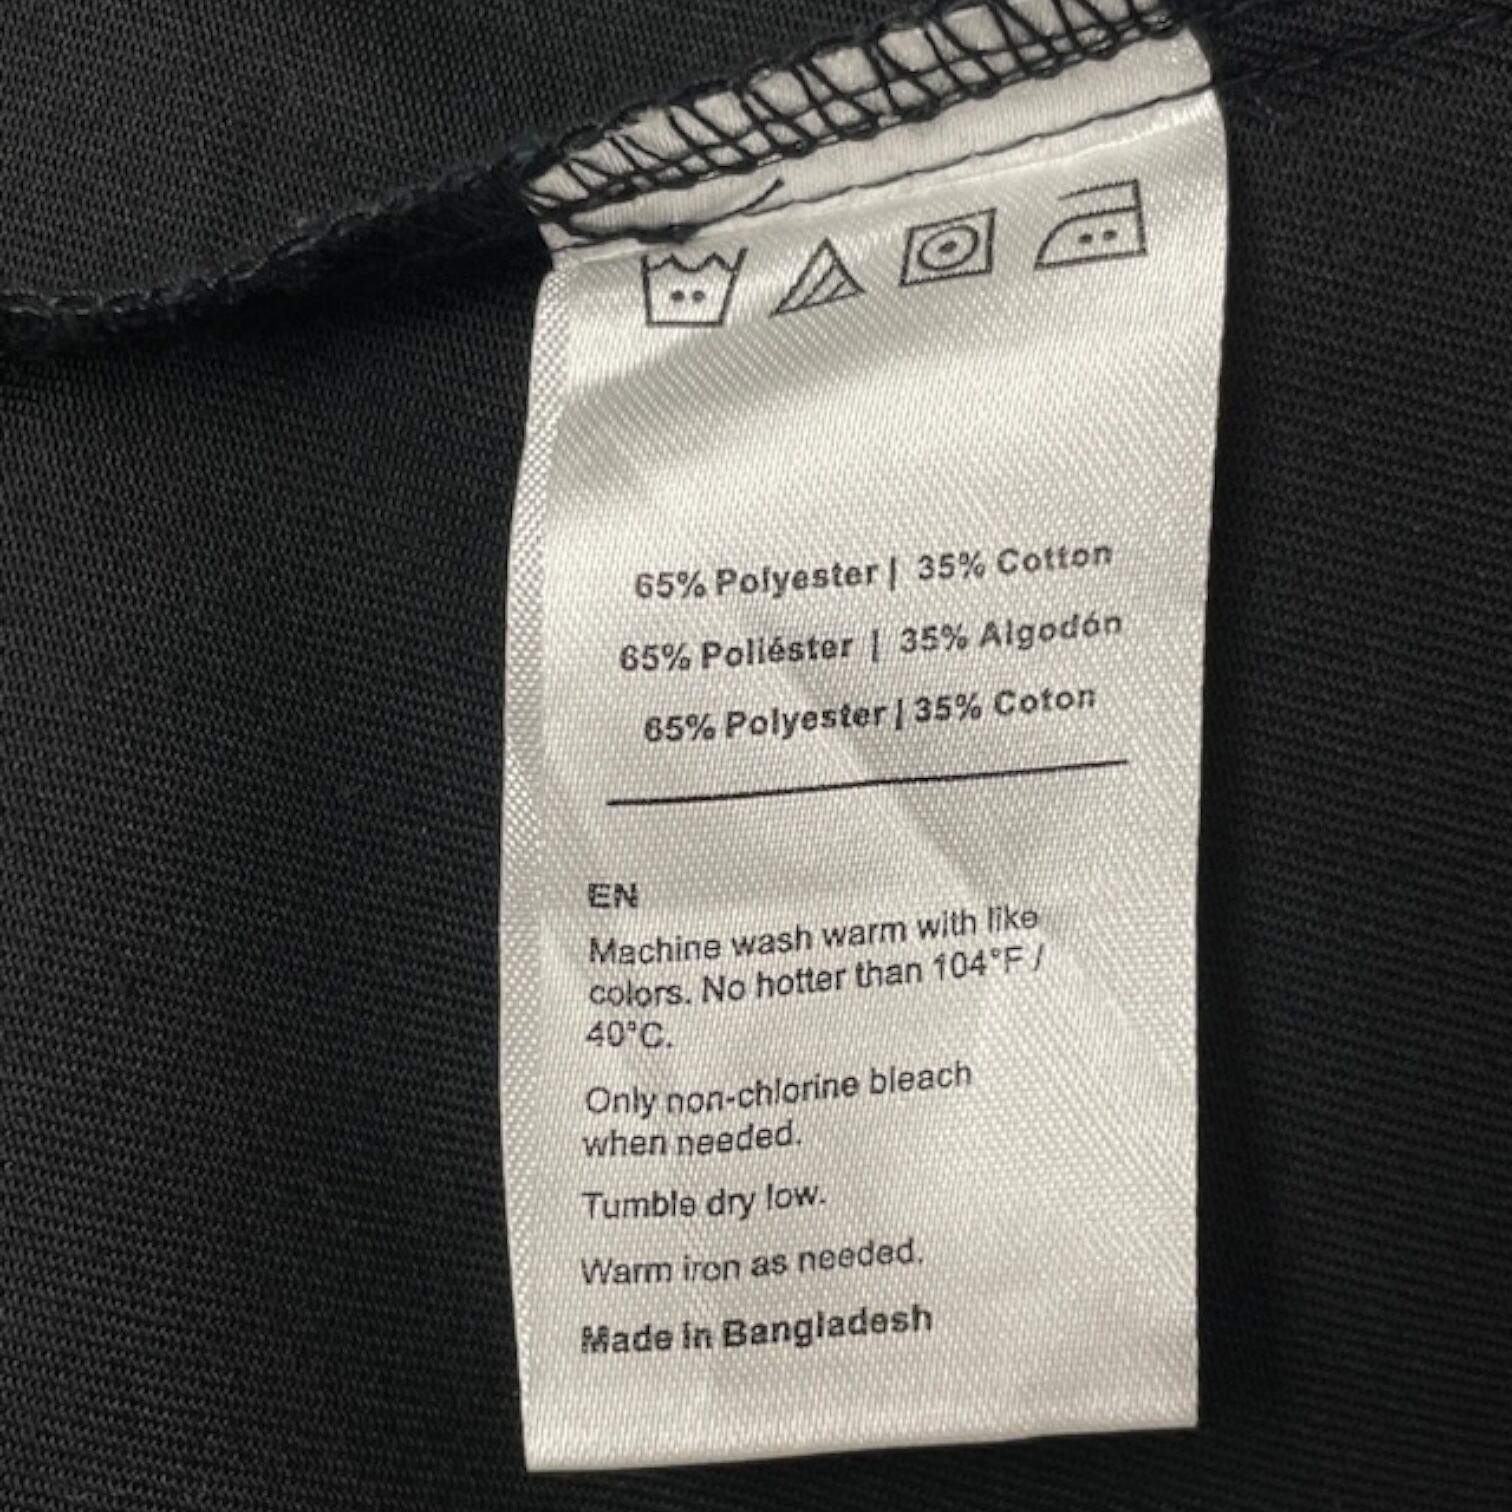 65% Polyester | 35% Cotton
65% Poliéster | 35% Algodón
65% Polyester | 35% Coton
EN
Machine wash warm with like
colors. No hotter than 104°F /
40°C.
Only non-chlorine bleach
when needed.
Tumble dry low.
Warm iron as needed.
Made in Bangladesh